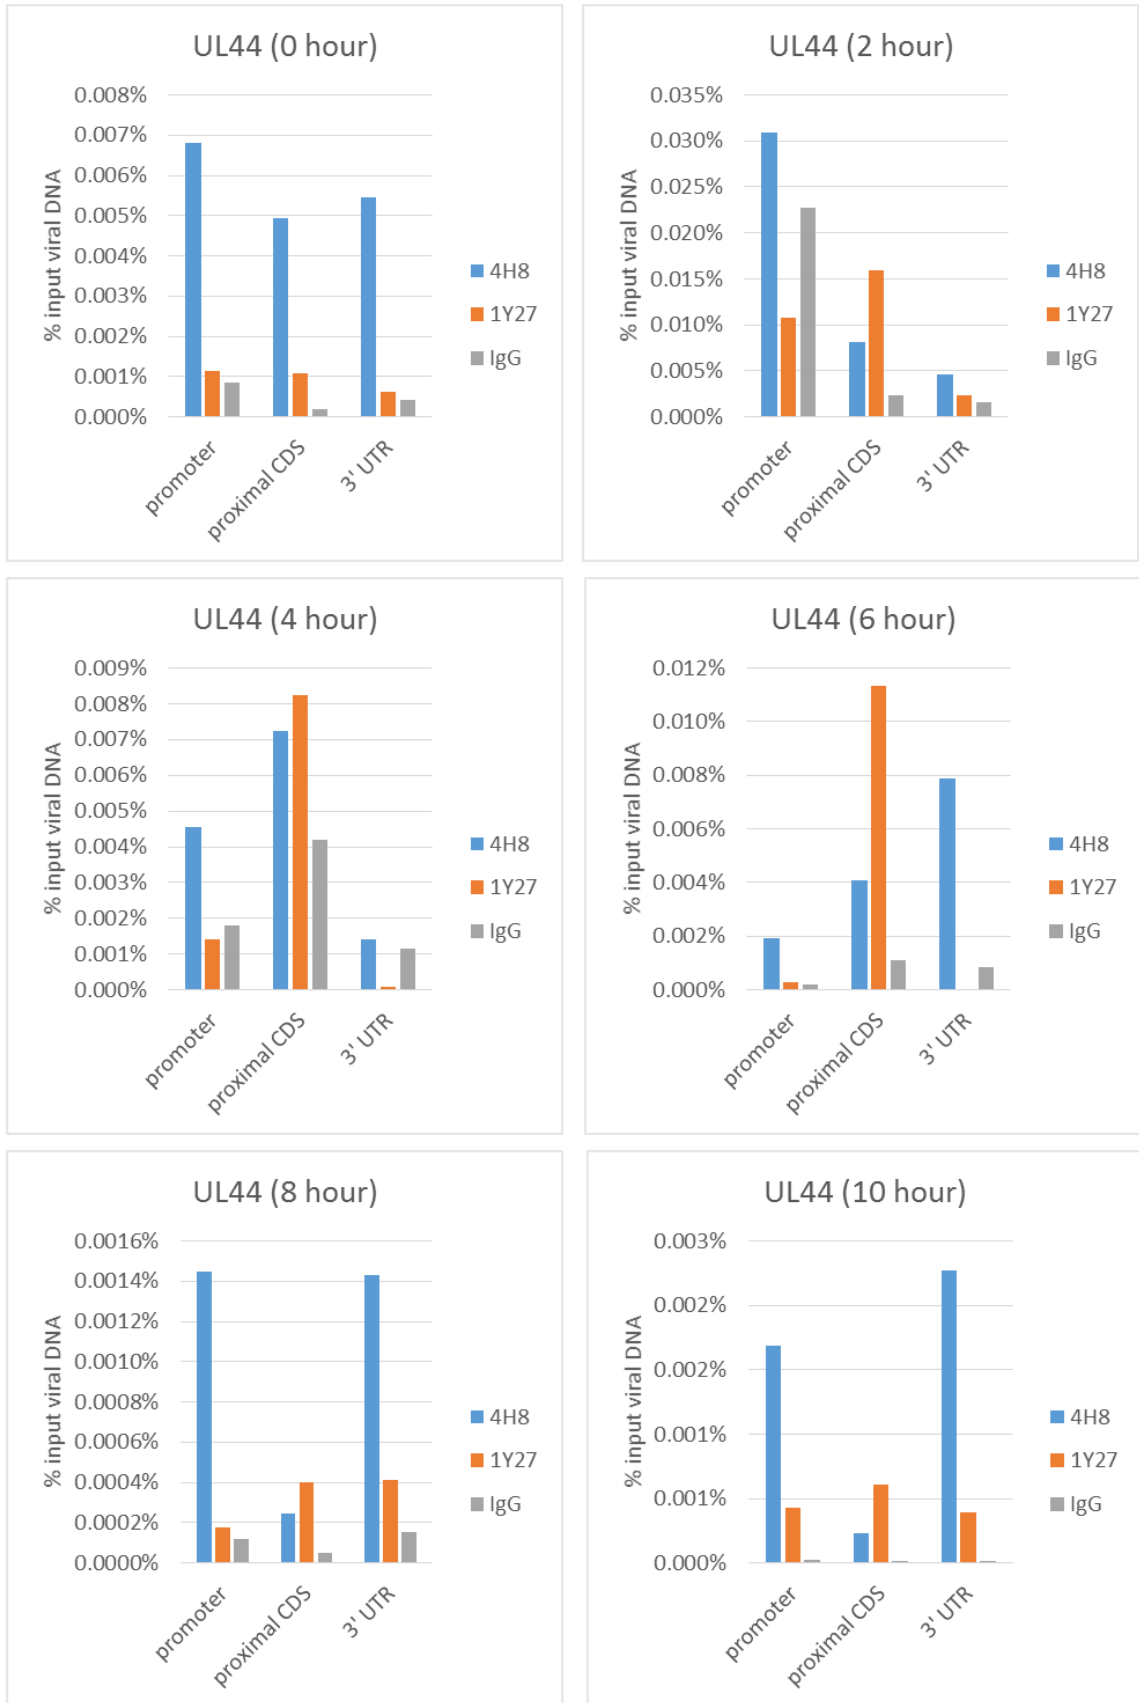 UL44 (0 hour)
% input viral DNA
0.008%
0.007%
0.006%
0.005%
0.004%
0.003%
0.002%
0.001%
0.000%
promoter
proximal CDS
3' UTR
4H8
1Y27
IgG
UL44 (2 hour)
% input viral DNA
0.035%
0.030%
0.025%
0.020%
0.015%
0.010%
0.005%
0.000%
promoter
proximal CDS
3' UTR
4H8
1Y27
IgG
UL44 (4 hour)
% input viral DNA
0.009%
0.008%
0.007%
0.006%
0.005%
0.004%
0.003%
0.002%
0.001%
0.000%
promoter
proximal CDS
3' UTR
4H8
1Y27
IgG
UL44 (6 hour)
% input viral DNA
0.012%
0.010%
0.008%
0.006%
0.004%
0.002%
0.000%
promoter
proximal CDS
3' UTR
4H8
1Y27
IgG
UL44 (8 hour)
% input viral DNA
0.0016%
0.0014%
0.0012%
0.0010%
0.0008%
0.0006%
0.0004%
0.0002%
0.0000%
promoter
proximal CDS
3' UTR
4H8
1Y27
IgG
UL44 (10 hour)
% input viral DNA
0.003%
0.002%
0.002%
0.001%
0.001%
0.000%
promoter
proximal CDS
3' UTR
4H8
1Y27
IgG